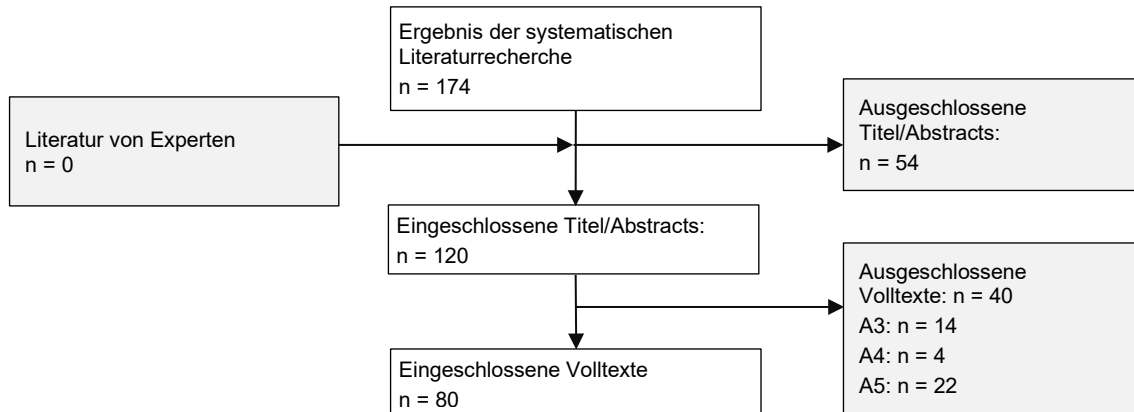 Ergebnis der systematischen
Literaturrecherche
n = 174
Literatur von Experten
n = 0
Ausgeschlossene
Titel/Abstracts:
n = 54
Eingeschlossene Titel/Abstracts:
n = 120
Ausgeschlossene
Volltexte: n = 40
A3: n = 14
A4: n = 4
A5: n = 22
Eingeschlossene Volltexte
n = 80